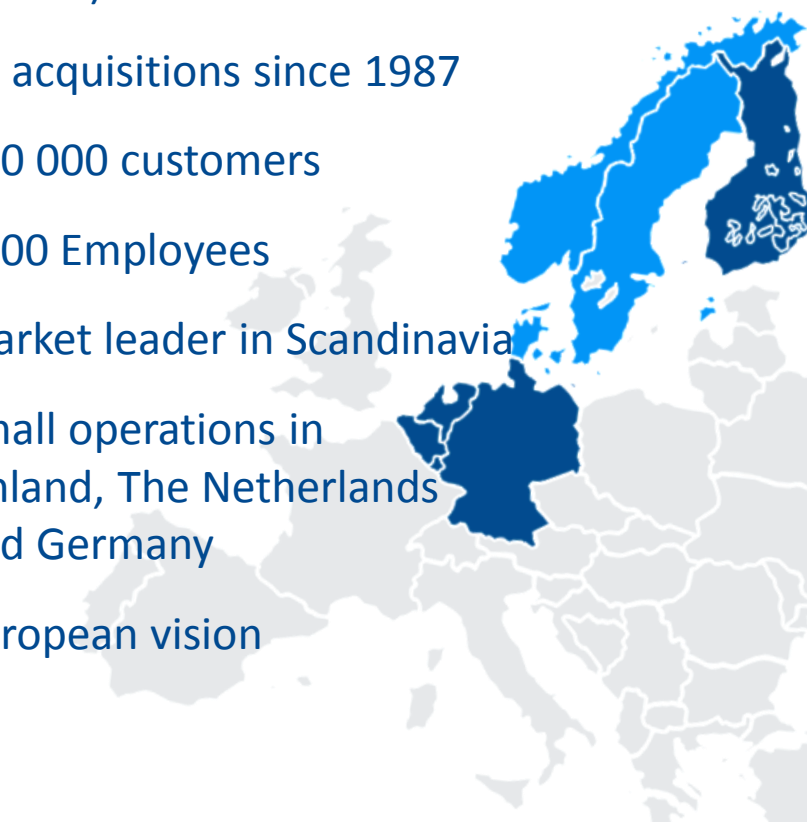 acquisitions since 1987
0 000 customers
00 Employees
arket leader in Scandinavia
nall operations in
nland, The Netherlands
d Germany
ropean vision